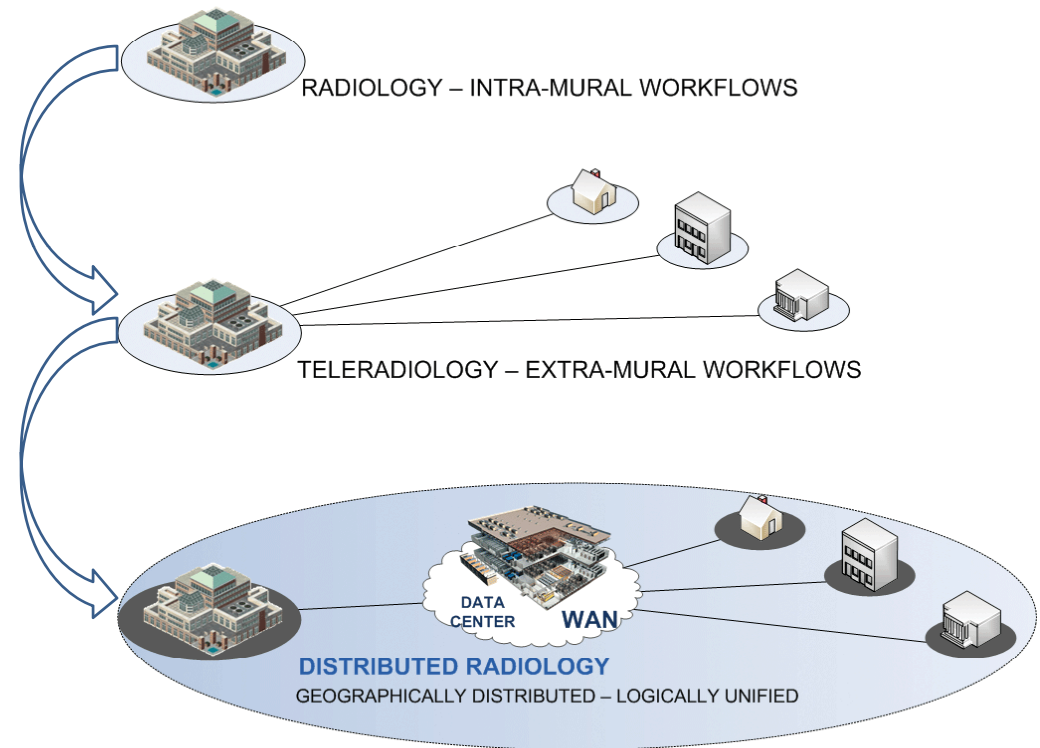 RADIOLOGY – INTRA-MURAL WORKFLOWS
TELERADIOLOGY – EXTRA-MURAL WORKFLOWS
DATA
CENTER
WAN
DISTRIBUTED RADIOLOGY
GEOGRAPHICALLY DISTRIBUTED – LOGICALLY UNIFIED